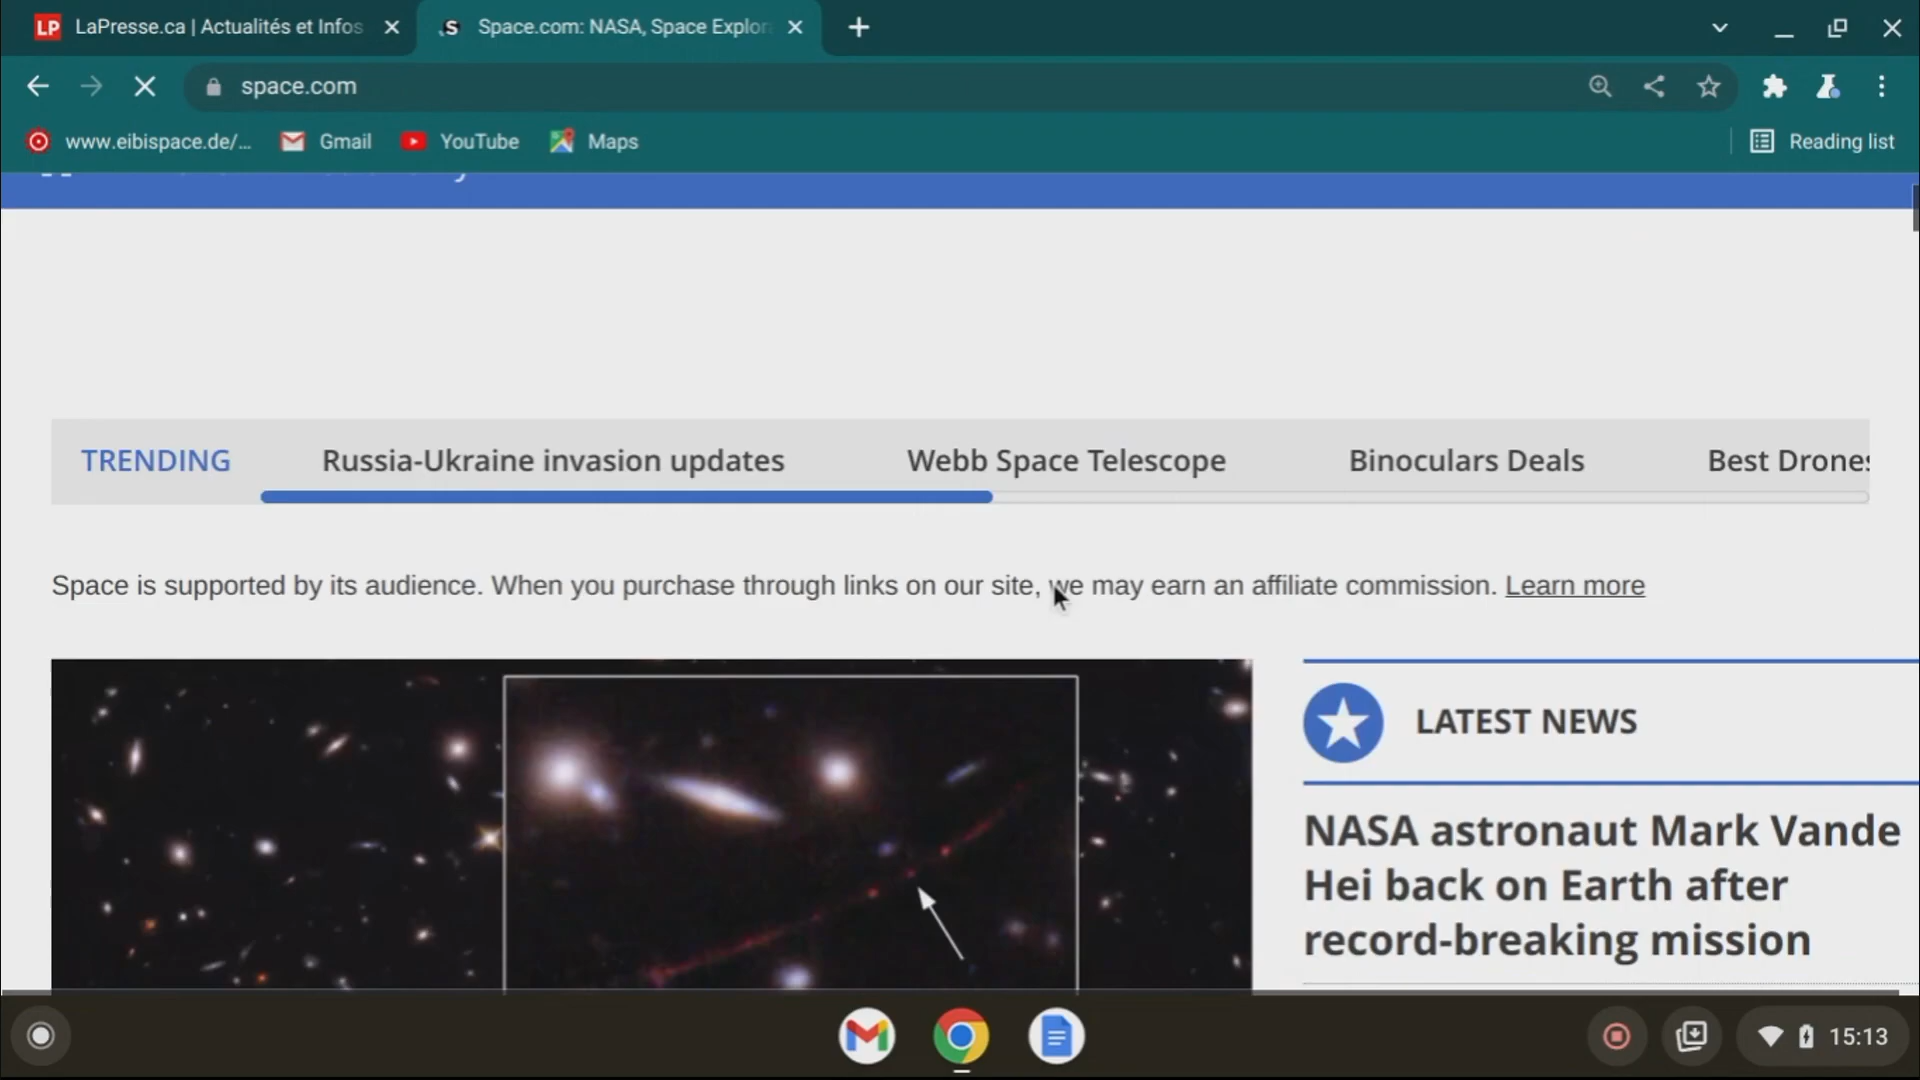 LP LaPresse.ca | Actualités et Infos
.S Space.com: NASA, Space Explor
space.com
www.eibispace.de/... Gmail YouTube Maps Reading list
TRENDING Russia-Ukraine invasion updates Webb Space Telescope Binoculars Deals Best Drones
Space is supported by its audience. When you purchase through links on our site, we may earn an affiliate commission. Learn more
LATEST NEWS
NASA astronaut Mark Vande
Hei back on Earth after
record-breaking mission
15:13